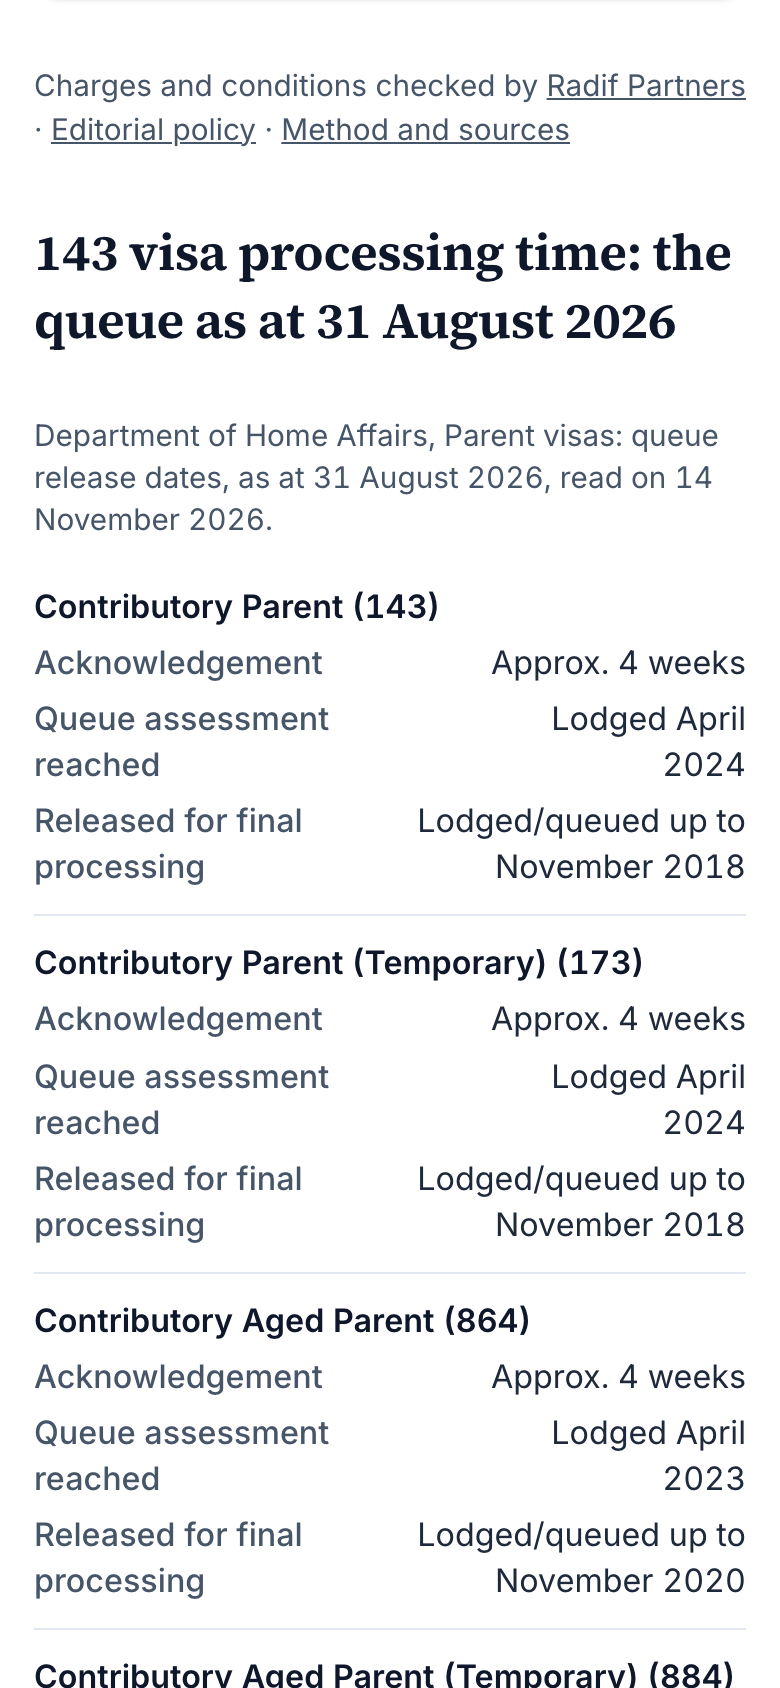 Charges and conditions checked by Radif Partners
· Editorial policy · Method and sources
143 visa processing time: the
queue as at 31 August 2026
Department of Home Affairs, Parent visas: queue
release dates, as at 31 August 2026, read on 14
November 2026.
Contributory Parent (143)
Acknowledgement Approx. 4 weeks
Queue assessment Lodged April
reached 2024
Released for final Lodged/queued up to
processing November 2018
Contributory Parent (Temporary) (173)
Acknowledgement Approx. 4 weeks
Queue assessment Lodged April
reached 2024
Released for final Lodged/queued up to
processing November 2018
Contributory Aged Parent (864)
Acknowledgement Approx. 4 weeks
Queue assessment Lodged April
reached 2023
Released for final Lodged/queued up to
processing November 2020
Contributory Aged Parent (Temporary) (884)